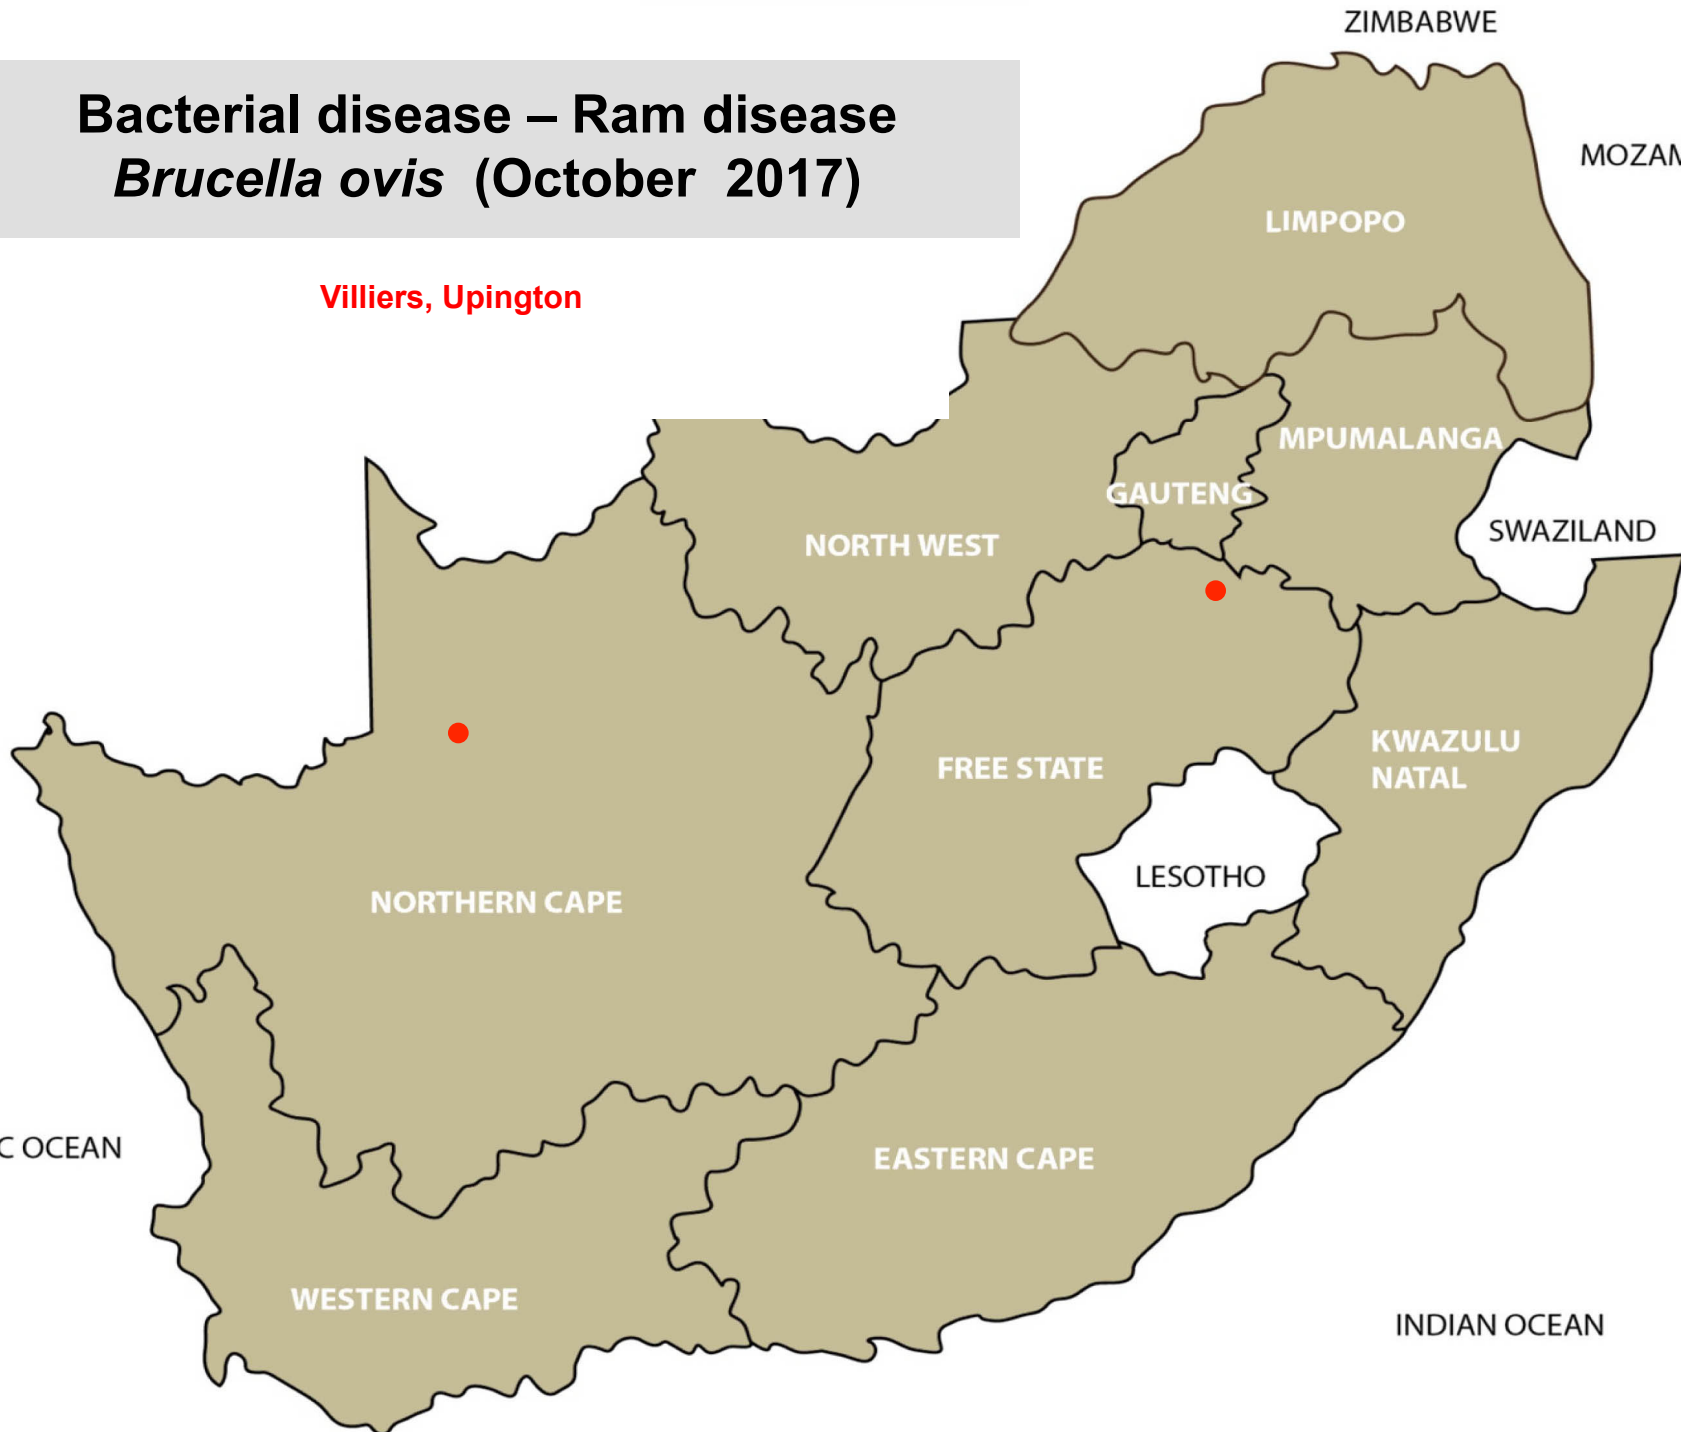 ZIMBABWE
Bacterial disease – Ram disease
Brucella ovis (October 2017)
MOZAM
LIMPOPO
Villiers, Upington
MPUMALANGA
GAUTENG
SWAZILAND
NORTH WEST
KWAZULU
NATAL
FREE STATE
LESOTHO
NORTHERN CAPE
C OCEAN
EASTERN CAPE
WESTERN CAPE
INDIAN OCEAN